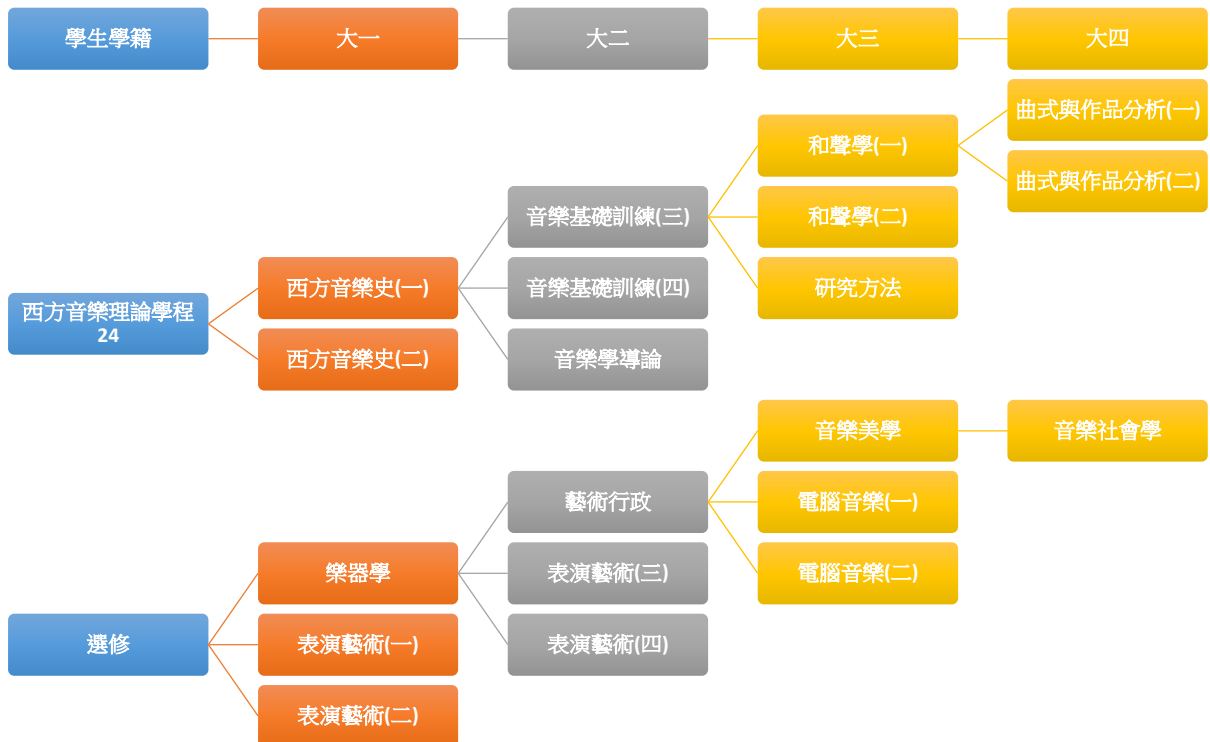 學生學籍
大一
大二
大三
大四
西方音樂理論學程
24
西方音樂史(一)
西方音樂史(二)
音樂基礎訓練(三)
音樂基礎訓練(四)
音樂學導論
和聲學(一)
和聲學(二)
研究方法
曲式與作品分析(一)
曲式與作品分析(二)
選修
樂器學
表演藝術(一)
表演藝術(二)
藝術行政
表演藝術(三)
表演藝術(四)
音樂美學
電腦音樂(一)
電腦音樂(二)
音樂社會學